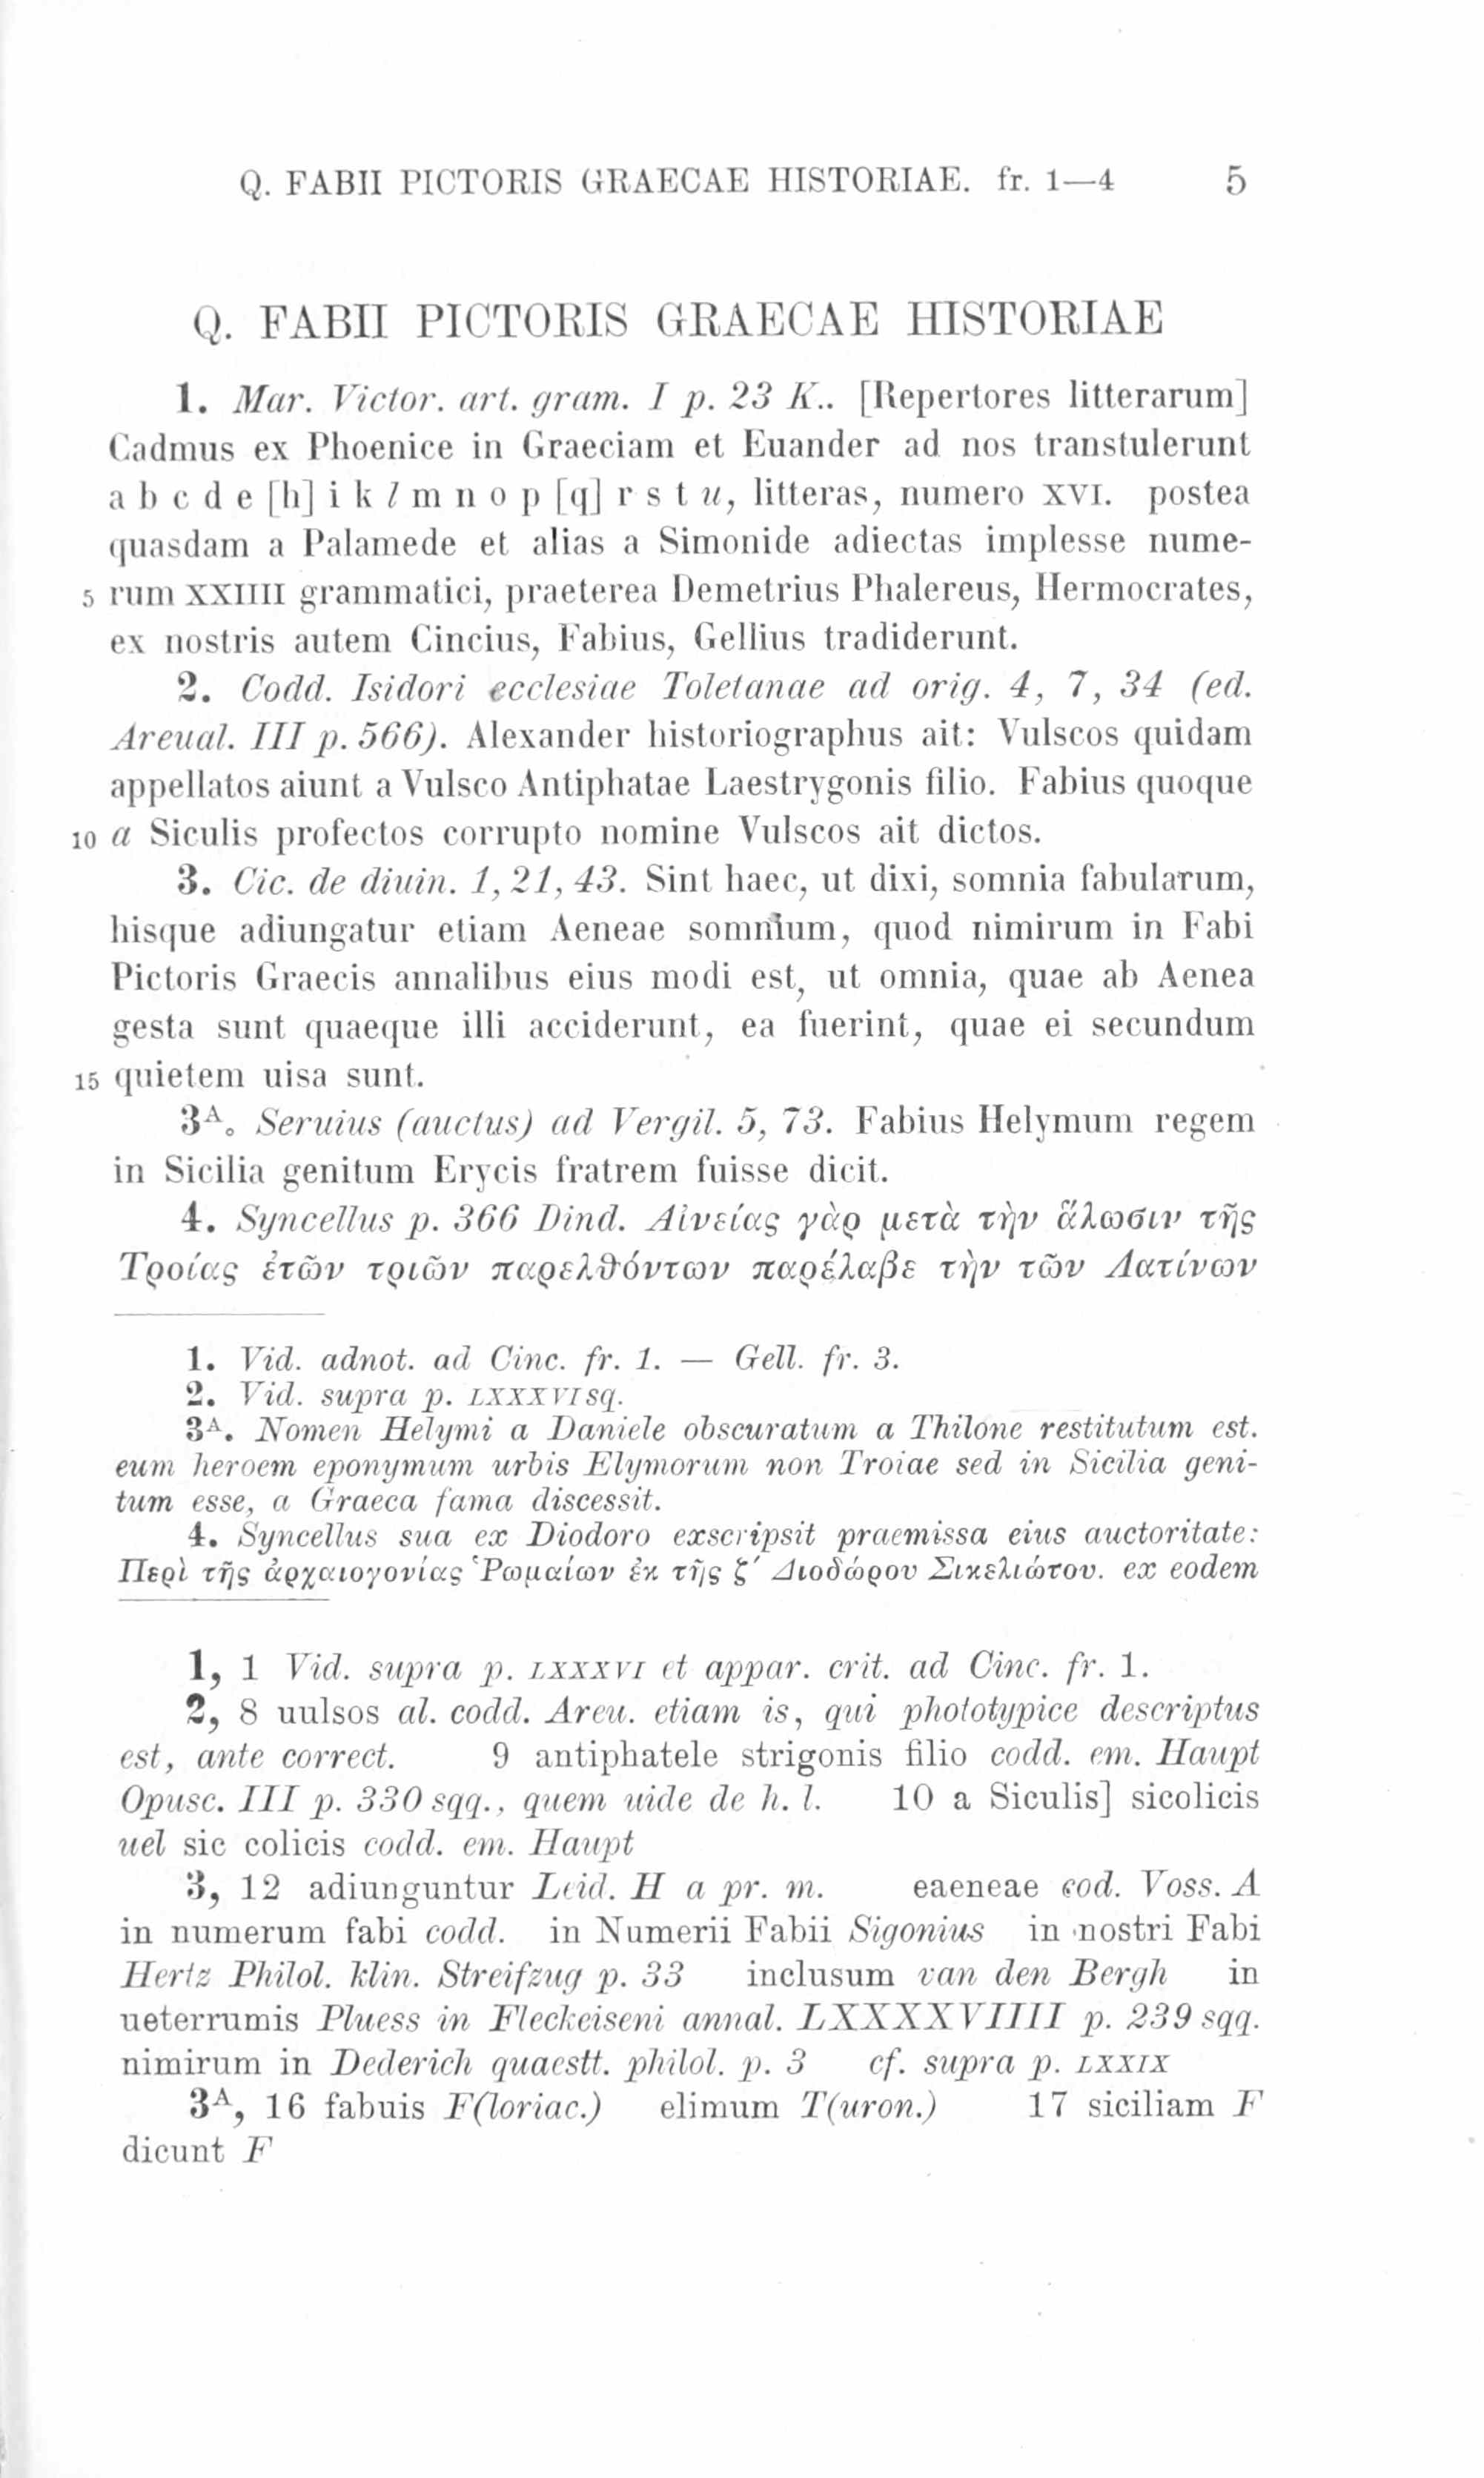 Q. FABII PICTORIS GRAECAE HISTORIAE. fr. 1—4 5
Q. FABII PICTORIS GRAECAE HISTORIAE
1. Mar. Victor. art. gram. I p. 23 K.. [Repertores litterarum]
Cadmus ex Phoenice in Graeciam et Euander ad nos transtulerunt
a b c d e [h] i k l m n o p [q] r s t u, litteras, numero XVI. postea
quasdam a Palamede et alias a Simonide adiectas implesse nume-
5 rum XXIIII grammatici, praeterea Demetrius Phalereus, Hermocrates,
ex nostris autem Cincius, Fabius, Gellius tradiderunt.
2. Codd. Isidori ecclesiae Toletanae ad orig. 4, 7, 34 (ed.
Areual. III p. 566). Alexander historiographus ait: Vulscos quidam
appellatos aiunt a Vulsco Antiphatae Laestrygonis filio. Fabius quoque
10 a Siculis profectos corrupto nomine Vulscos ait dictos.
3. Cic. de diuin. 1, 21, 43. Sint haec, ut dixi, somnia fabularum,
hisque adiungatur etiam Aeneae somnium, quod nimirum in Fabi
Pictoris Graecis annalibus eius modi est, ut omnia, quae ab Aenea
gesta sunt quaeque illi acciderunt, ea fuerint, quae ei secundum
15 quietem uisa sunt.
3ᴬ. Seruius (auctus) ad Vergil. 5, 73. Fabius Helymum regem
in Sicilia genitum Erycis fratrem fuisse dicit.
4. Syncellus p. 366 Dind. Αἰνείας γὰρ μετὰ τὴν ἅλωσιν τῆς
Τροίας ἐτῶν τριῶν παρελθόντων παρέλαβε τὴν τῶν Λατίνων
1. Vid. adnot. ad Cinc. fr. 1. — Gell. fr. 3.
2. Vid. supra p. LXXXVI sq.
3ᴬ. Nomen Helymi a Daniele obscuratum a Thilone restitutum est.
eum heroem eponymum urbis Elymorum non Troiae sed in Sicilia geni-
tum esse, a Graeca fama discessit.
4. Syncellus sua ex Diodoro exscripsit praemissa eius auctoritate:
Περὶ τῆς ἀρχαιογονίας Ῥωμαίων ἐκ τῆς ζ′ Διοδώρου Σικελιώτου. ex eodem
1, 1 Vid. supra p. LXXXVI et appar. crit. ad Cinc. fr. 1.
2, 8 uulsos al. codd. Areu. etiam is, qui phototypice descriptus
est, ante correct. 9 antiphatele strigonis filio codd. em. Haupt
Opusc. III p. 330 sqq., quem uide de h. l. 10 a Siculis] sicolicis
uel sic colicis codd. em. Haupt
3, 12 adiunguntur Leid. H a pr. m. eaeneae cod. Voss. A
in numerum fabi codd. in Numerii Fabii Sigonius in nostri Fabi
Hertz Philol. klin. Streifzug p. 33 inclusum van den Bergh in
ueterrumis Pluess in Fleckeiseni annal. LXXXXVIIII p. 239 sqq.
nimirum in Dederich quaestt. philol. p. 3 cf. supra p. LXXIX
3ᴬ, 16 fabuis F(loriac.) elimum T(uron.) 17 siciliam F
dicunt F